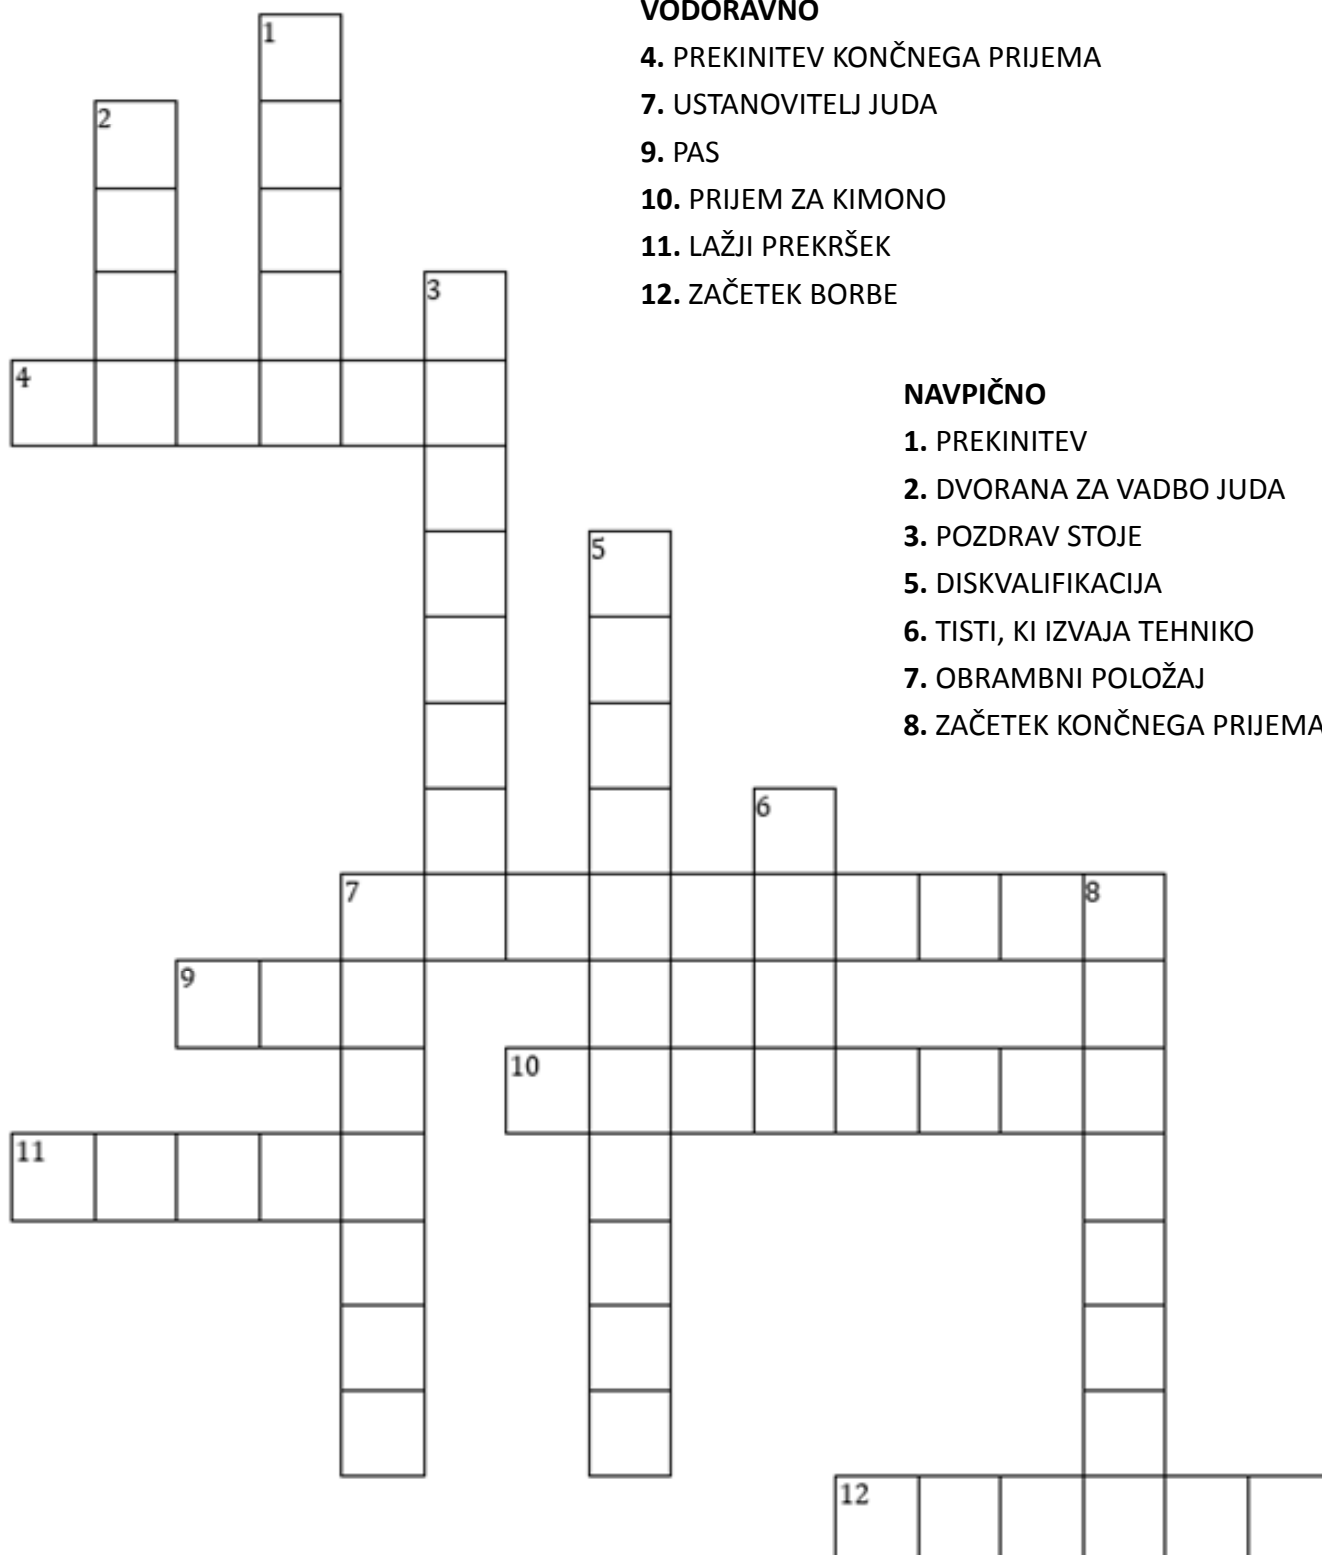 VODORAVNO
4. PREKINITEV KONČNEGA PRIJEMA
7. USTANOVITELJ JUDA
9. PAS
10. PRIJEM ZA KIMONO
11. LAŽJI PREKRŠEK
12. ZAČETEK BORBE
NAVPIČNO
1. PREKINITEV
2. DVORANA ZA VADBO JUDA
3. POZDRAV STOJE
5. DISKVALIFIKACIJA
6. TISTI, KI IZVAJA TEHNIKO
7. OBRAMBNI POLOŽAJ
8. ZAČETEK KONČNEGA PRIJEMA
1
2
3
4
5
6
7
8
9
10
11
12